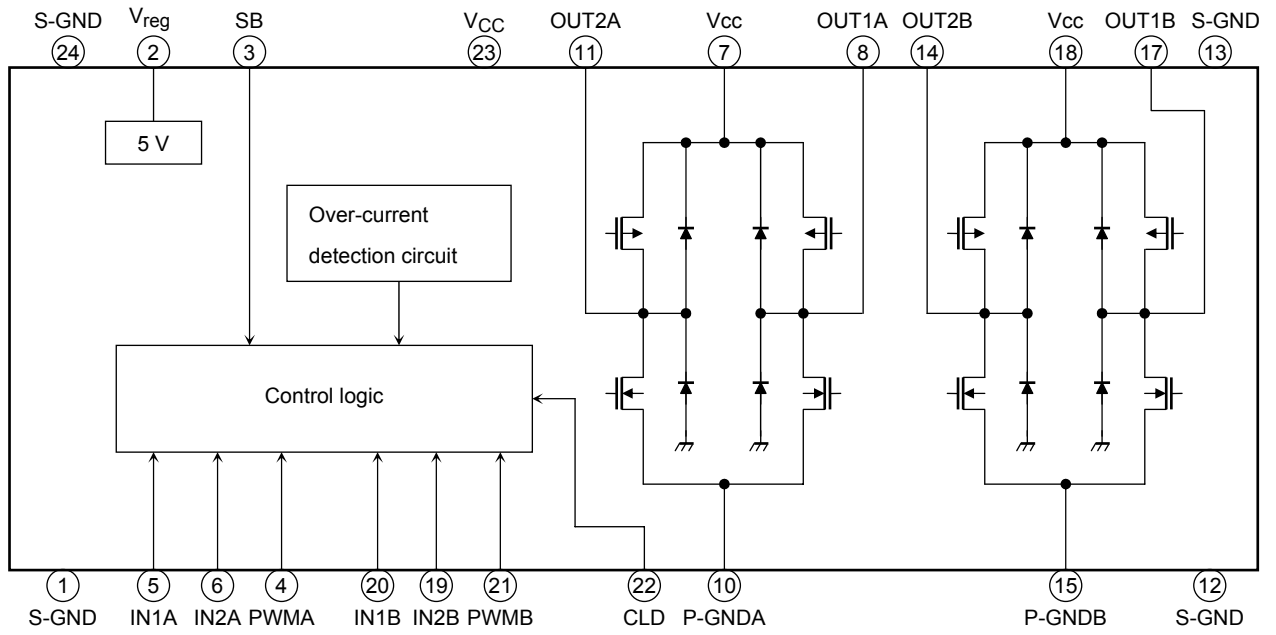 S-GND Vreg SB VCC OUT2A Vcc OUT1A OUT2B Vcc OUT1B S-GND
24 2 3 23 11 7 8 14 18 17 13
5 V
Over-current
detection circuit
Control logic
1 5 6 4 20 19 21 22 10 15 12
S-GND IN1A IN2A PWMA IN1B IN2B PWMB CLD P-GNDA P-GNDB S-GND